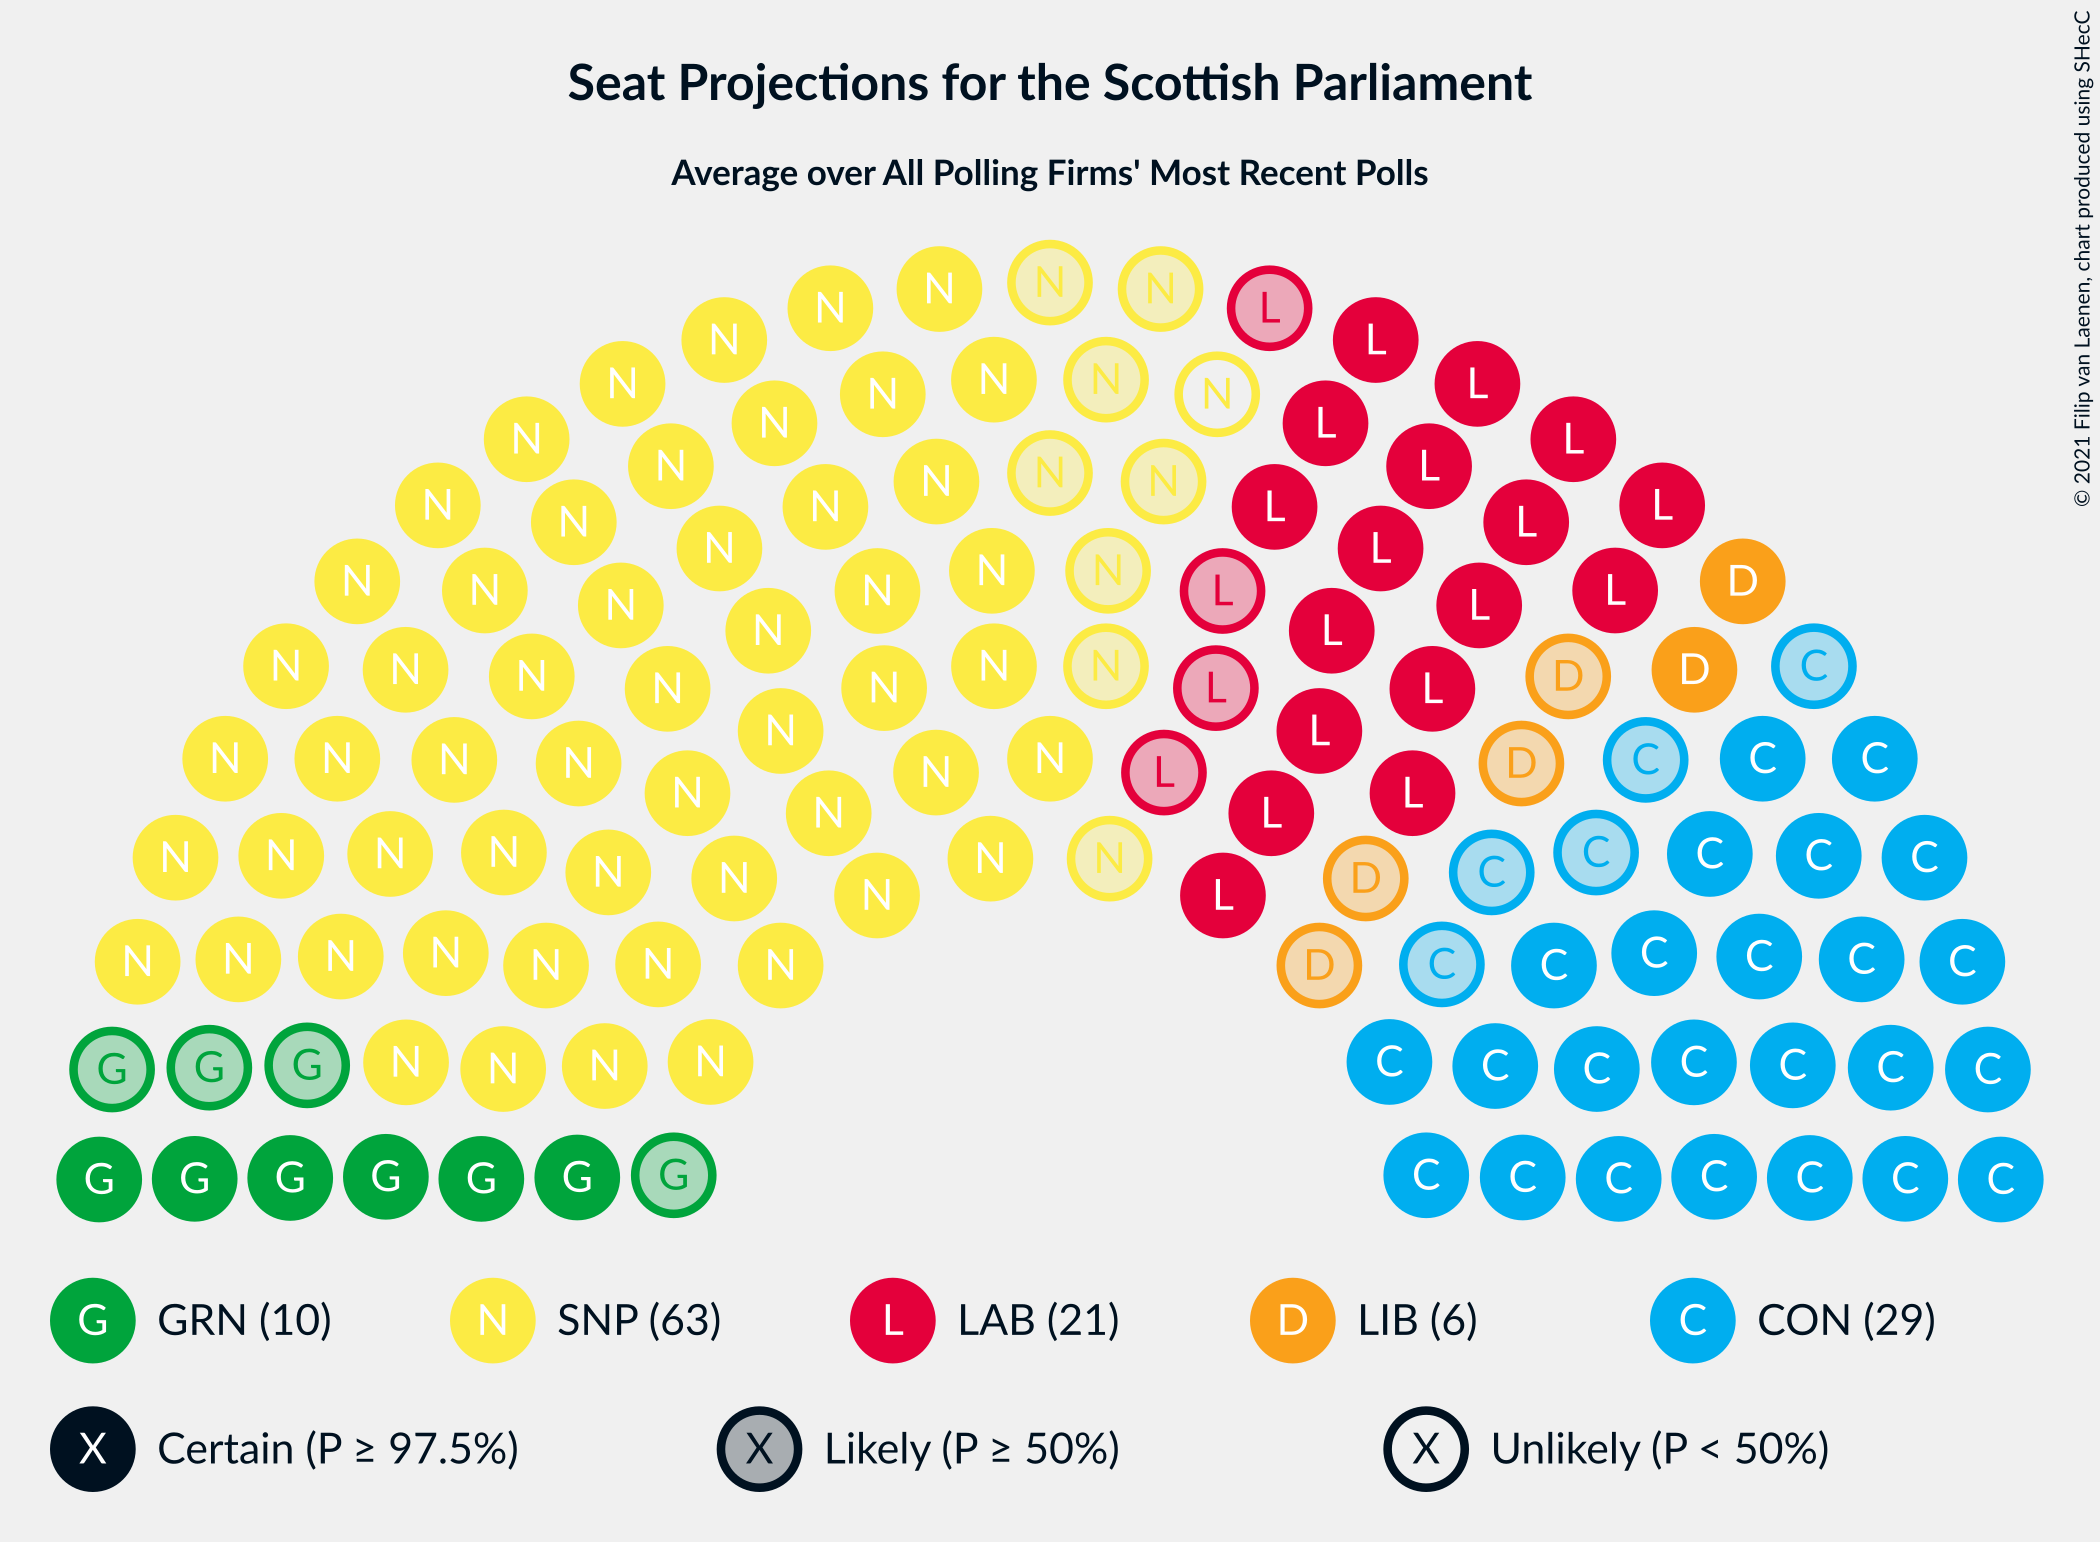 Seat Projections for the Scottish Parliament
Average over All Polling Firms' Most Recent Polls
© 2021 Filip van Laenen, chart produced using SHecC
N N N N L
N L
N N N N N L
N N L
N N N L L
N N N L
N N N L L
N N N L
N N N L D
N N N L L L
N N N L L
N N D C
N N N L D D
N N L L
N N N N N L D C C C
N N L
N N N N N L D C C C C C
N N N L
N N N N N N N D C C C C C C
G G G N N N N C C C C C C C
G G G G G G G C C C C C C C
G GRN (10) N SNP (63) L LAB (21) D LIB (6) C CON (29)
X Certain (P ≥ 97.5%) X Likely (P ≥ 50%) X Unlikely (P < 50%)